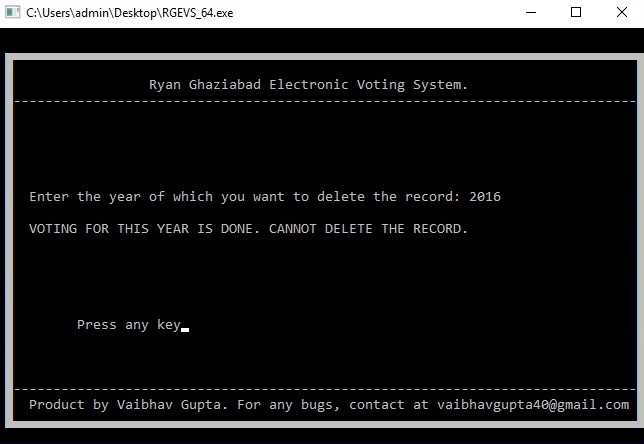 C:\Users\admin\Desktop\RGEVS_64.exe
Ryan Ghaziabad Electronic Voting System.
Enter the year of which you want to delete the record: 2016
VOTING FOR THIS YEAR IS DONE. CANNOT DELETE THE RECORD.
Press any key
Product by Vaibhav Gupta. For any bugs, contact at vaibhavgupta40@gmail.com